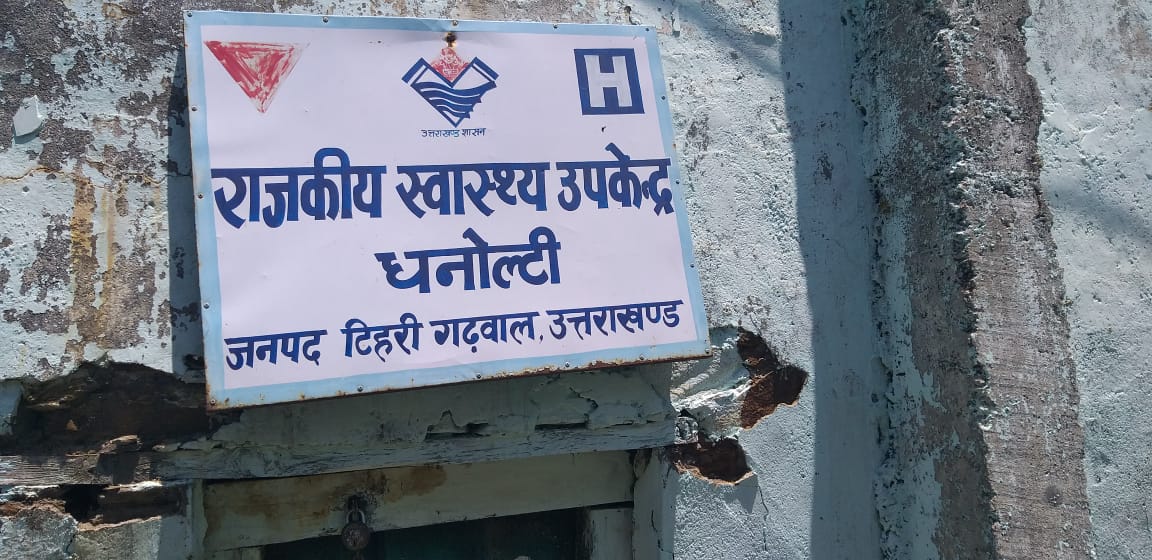 H
उत्तराखण्ड शासन
राजकीय स्वास्थ्य उपकेन्द्र
धनोल्टी
जनपद टिहरी गढ़वाल, उत्तराखण्ड